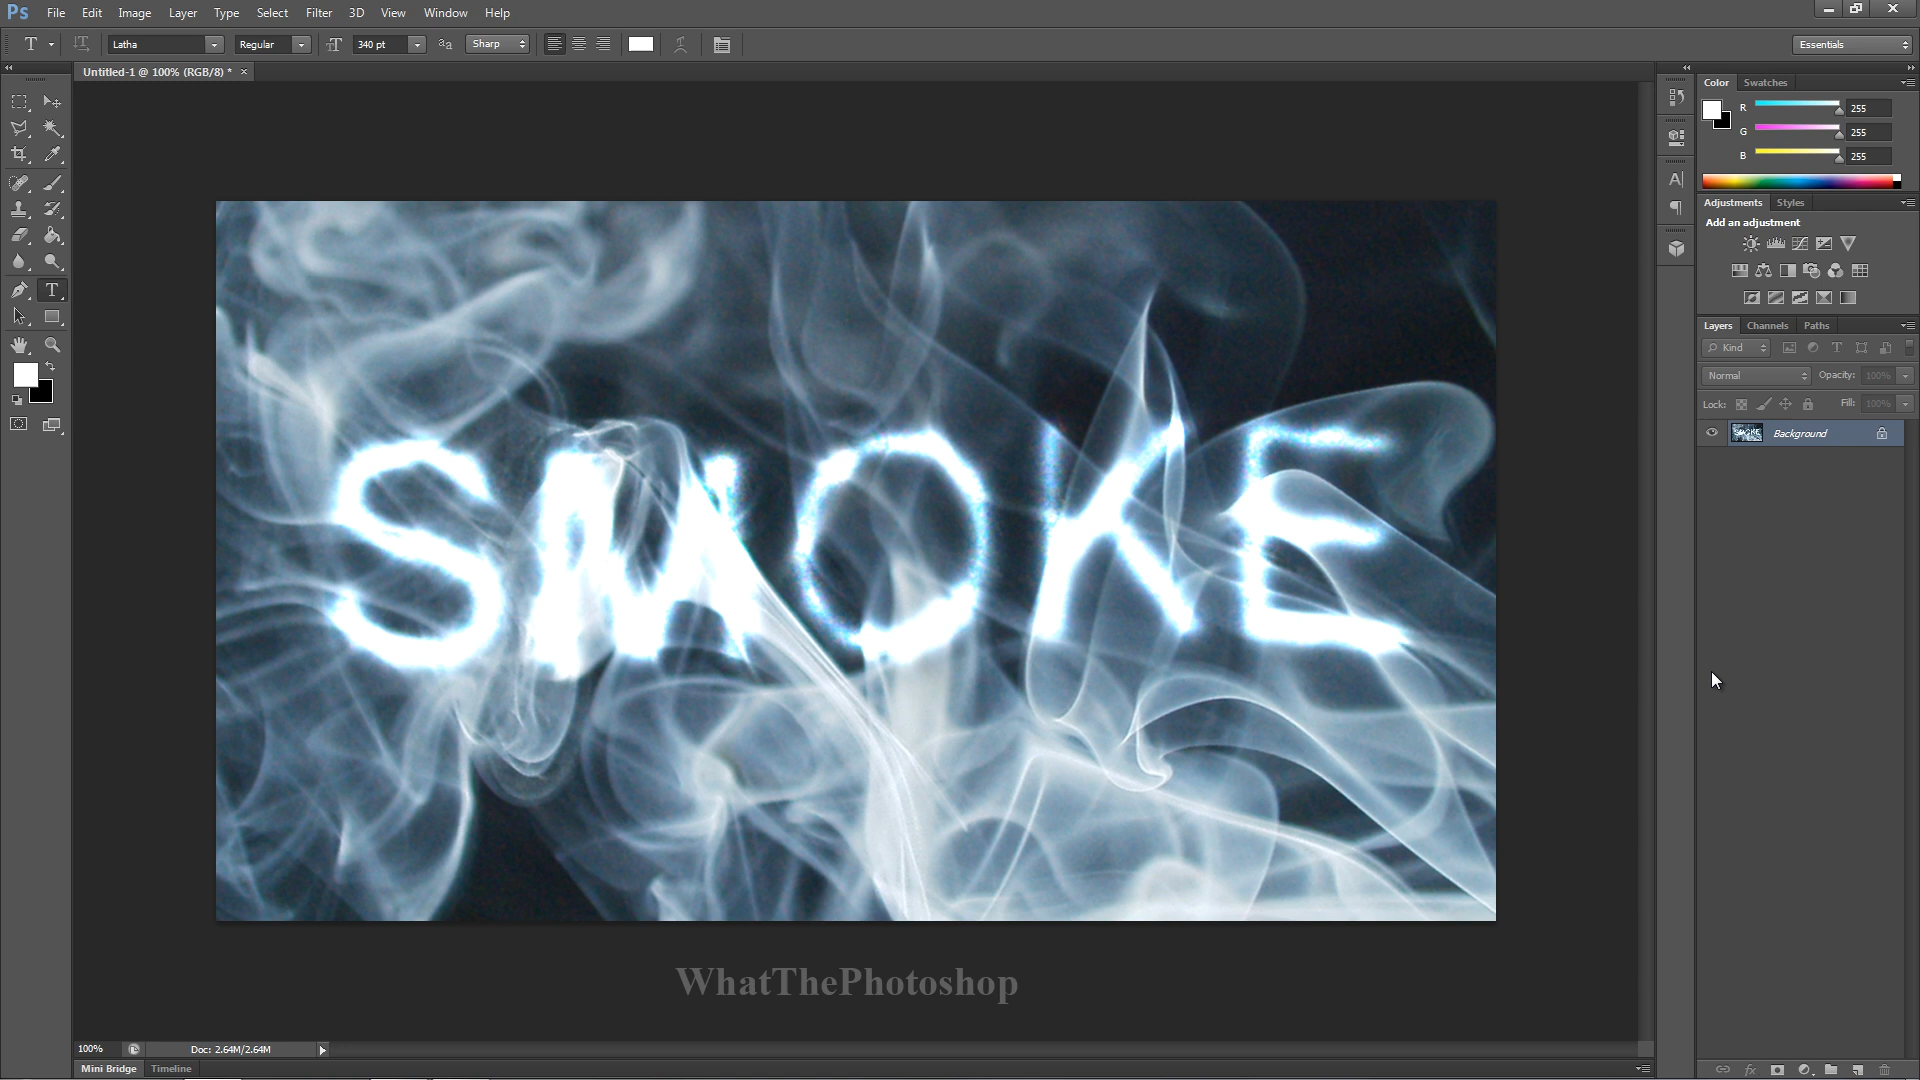 Ps File Edit Image Layer Type Select Filter 3D View Window Help
T Latha Regular 340 pt Sharp Essentials
Untitled-1 @ 100% (RGB/8) * ×
Color Swatches
R 255
G 255
B 255
Adjustments Styles
Add an adjustment
Layers Channels Paths
Kind
Normal Opacity: 100%
Lock: Fill: 100%
Background
SMOKE
WhatThePhotoshop
100% Doc: 2.64M/2.64M
Mini Bridge Timeline
fx